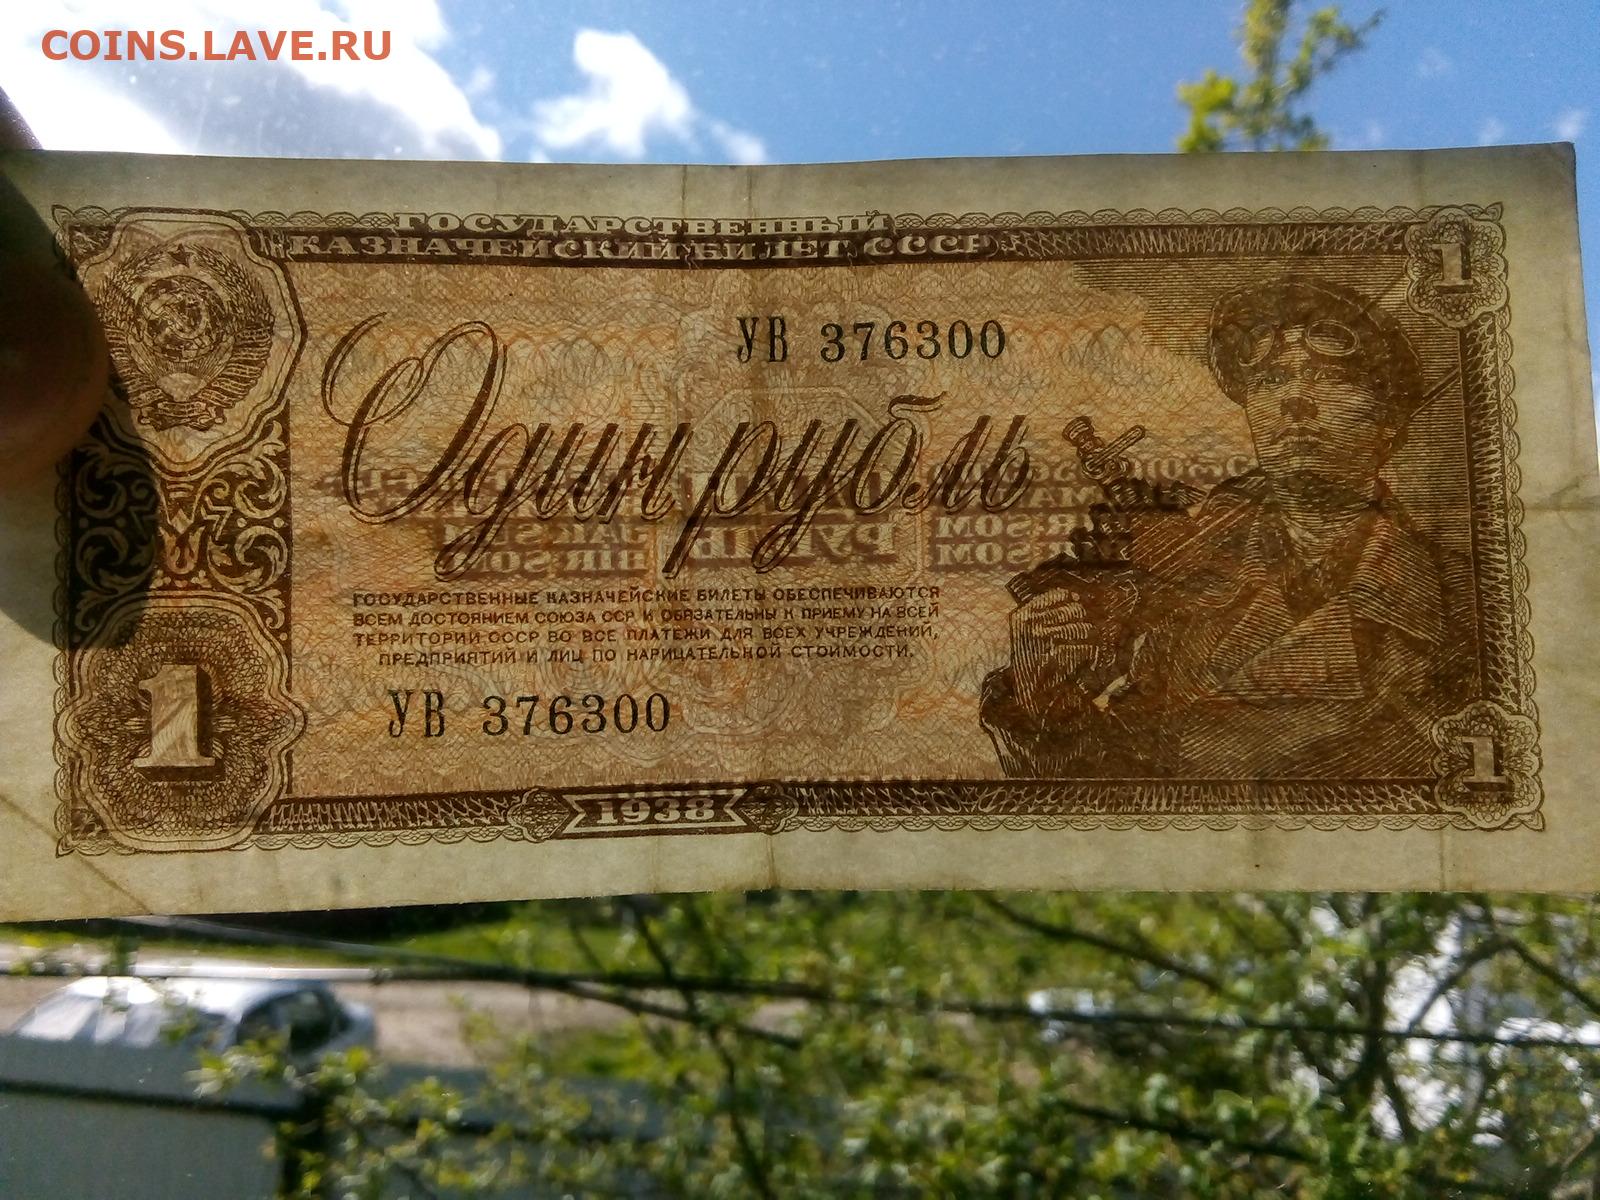 COINS.LAVE.RU
ГОСУДАРСТВЕННЫЙ
КАЗНАЧЕЙСКИЙ БИЛЕТ СССР
1
УВ 376300
Один рубль
ГОСУДАРСТВЕННЫЕ КАЗНАЧЕЙСКИЕ БИЛЕТЫ ОБЕСПЕЧИВАЮТСЯ
ВСЕМ ДОСТОЯНИЕМ СОЮЗА ССР И ОБЯЗАТЕЛЬНЫ К ПРИЕМУ НА ВСЕЙ
ТЕРРИТОРИИ СССР ВО ВСЕ ПЛАТЕЖИ ДЛЯ ВСЕХ УЧРЕЖДЕНИЙ,
ПРЕДПРИЯТИЙ И ЛИЦ ПО НАРИЦАТЕЛЬНОЙ СТОИМОСТИ.
УВ 376300
1
1
1938